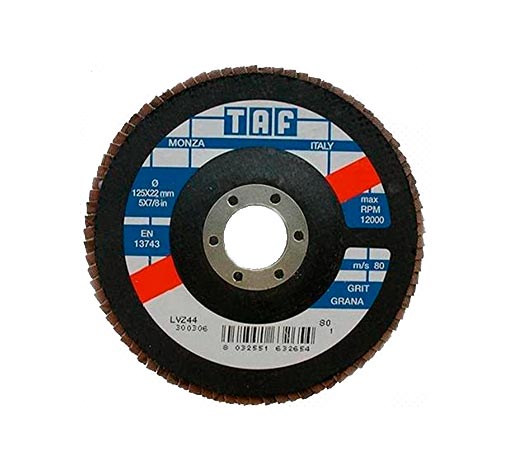 TAF
MONZA ITALY
Ø
125X22 mm
5X7/8-in
EN
13743
max
RPM
12000
m/s 80
GRIT
GRANA
LVZ44 80
300306 1
8 032551 632654